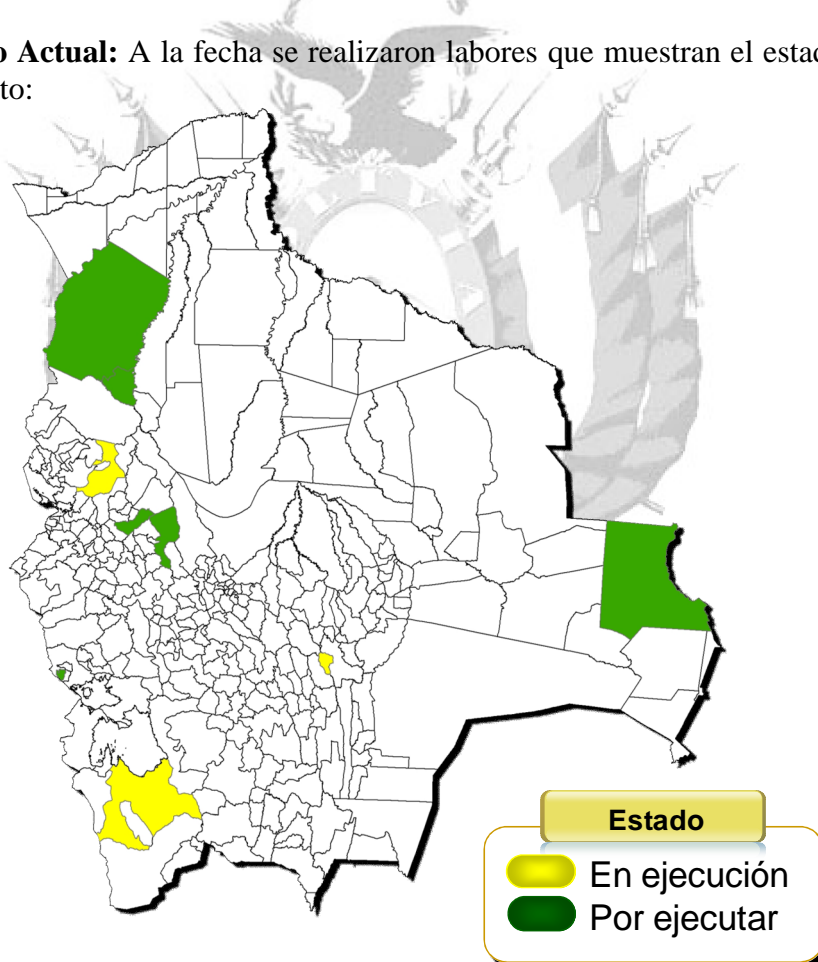 o Actual: A la fecha se realizaron labores que muestran el estad
to:
Estado
En ejecución
Por ejecutar